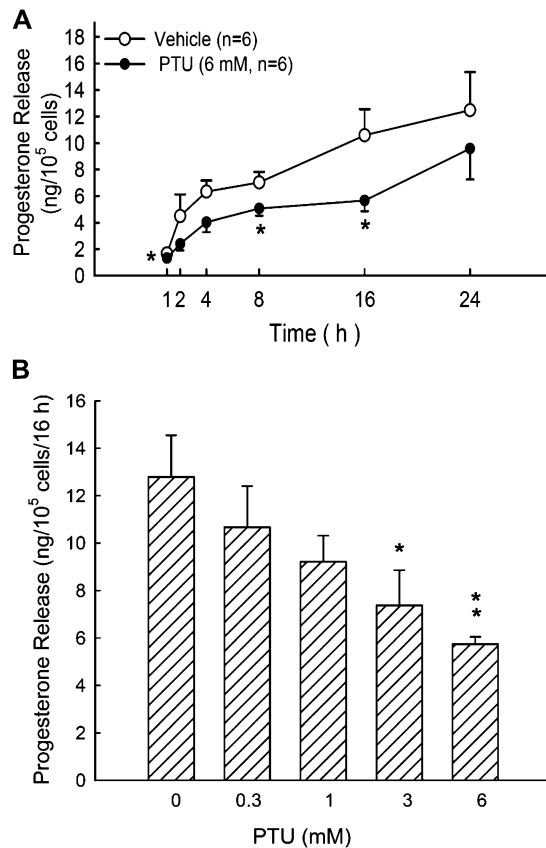 A
Progesterone Release
(ng/10⁵ cells)
18
16
14
12
10
8
6
4
2
0
Vehicle (n=6)
PTU (6 mM, n=6)
*
*
*
1 2 4 8 16 24
Time ( h )
B
Progesterone Release (ng/10⁵ cells/16 h)
16
14
12
10
8
6
4
2
0
*
*
*
0 0.3 1 3 6
PTU (mM)